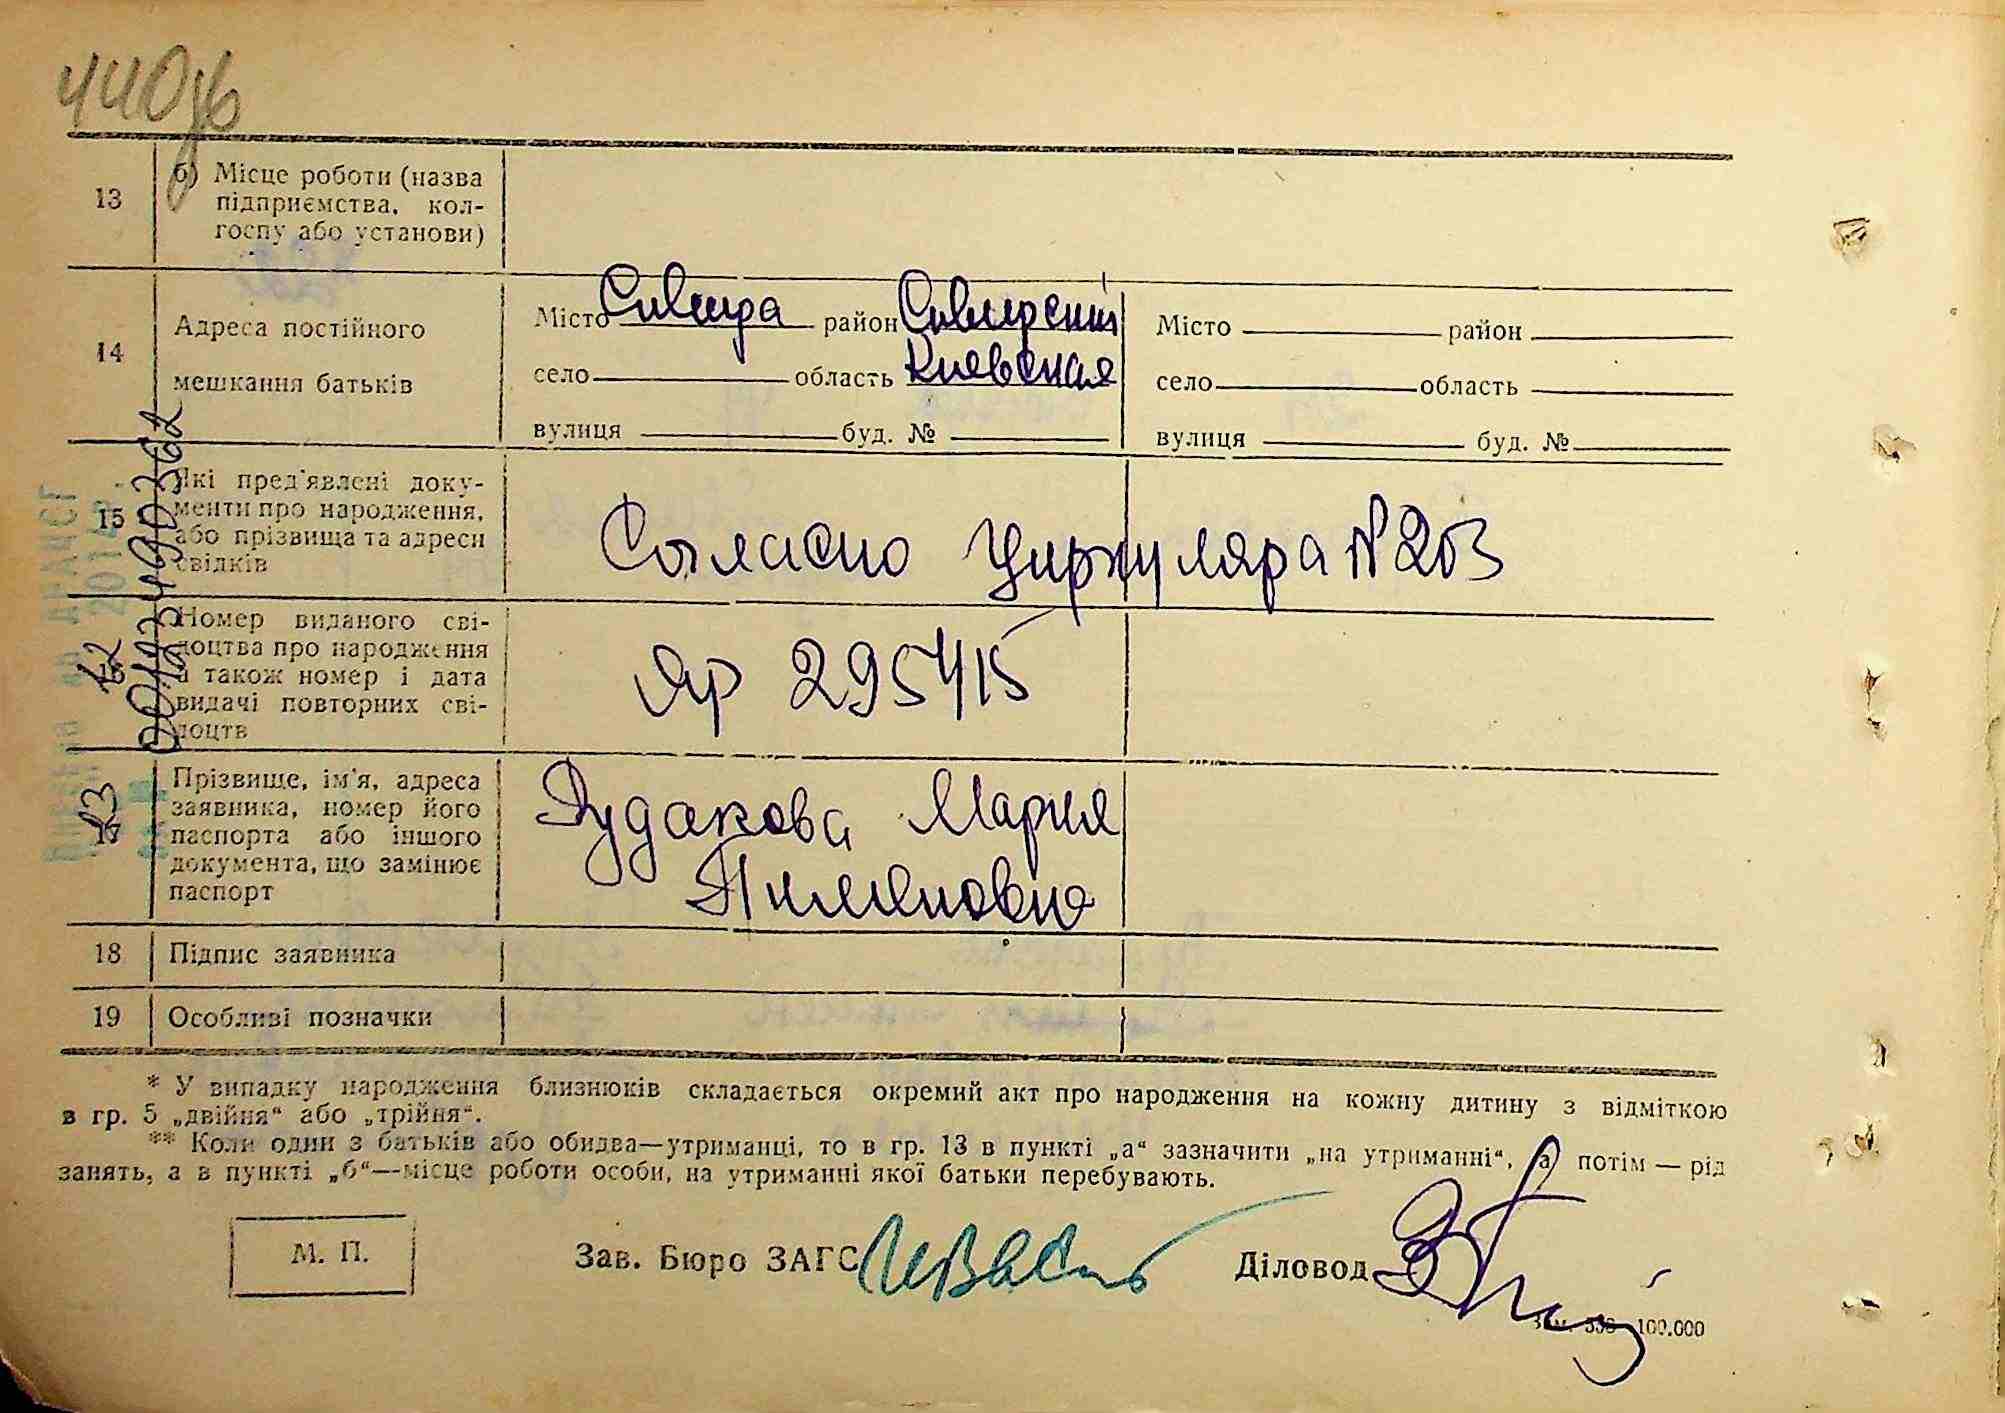 440зв
13 б) Місце роботи (назва
підприємства, кол-
госпу або установи)
14 Адреса постійного
мешкання батьків
Місто Сквира район Сквирский
село область Киевская
вулиця буд. №
Місто район
село область
вулиця буд. №
15 Які пред'явлені доку-
менти про народження,
або прізвища та адреси
свідків
Согласно циркуляра №203
16 Номер виданого сві-
доцтва про народження
а також номер і дата
видачі повторних сві-
доцтв
ЯР 295415
17 Прізвище, ім'я, адреса
заявника, номер його
паспорта або іншого
документа, що замінює
паспорт
Рудакова Мария
Пименовна
18 Підпис заявника
19 Особливі позначки
* У випадку народження близнюків складається окремий акт про народження на кожну дитину з відміткою
в гр. 5 „двійня“ або „трійня“.
** Коли один з батьків або обидва—утриманці, то в гр. 13 в пункті „а“ зазначити „на утриманні“, а потім — рід
занять, а в пункті „б“—місце роботи особи, на утриманні якої батьки перебувають.
М. П.
Зав. Бюро ЗАГС
Діловод
100.000